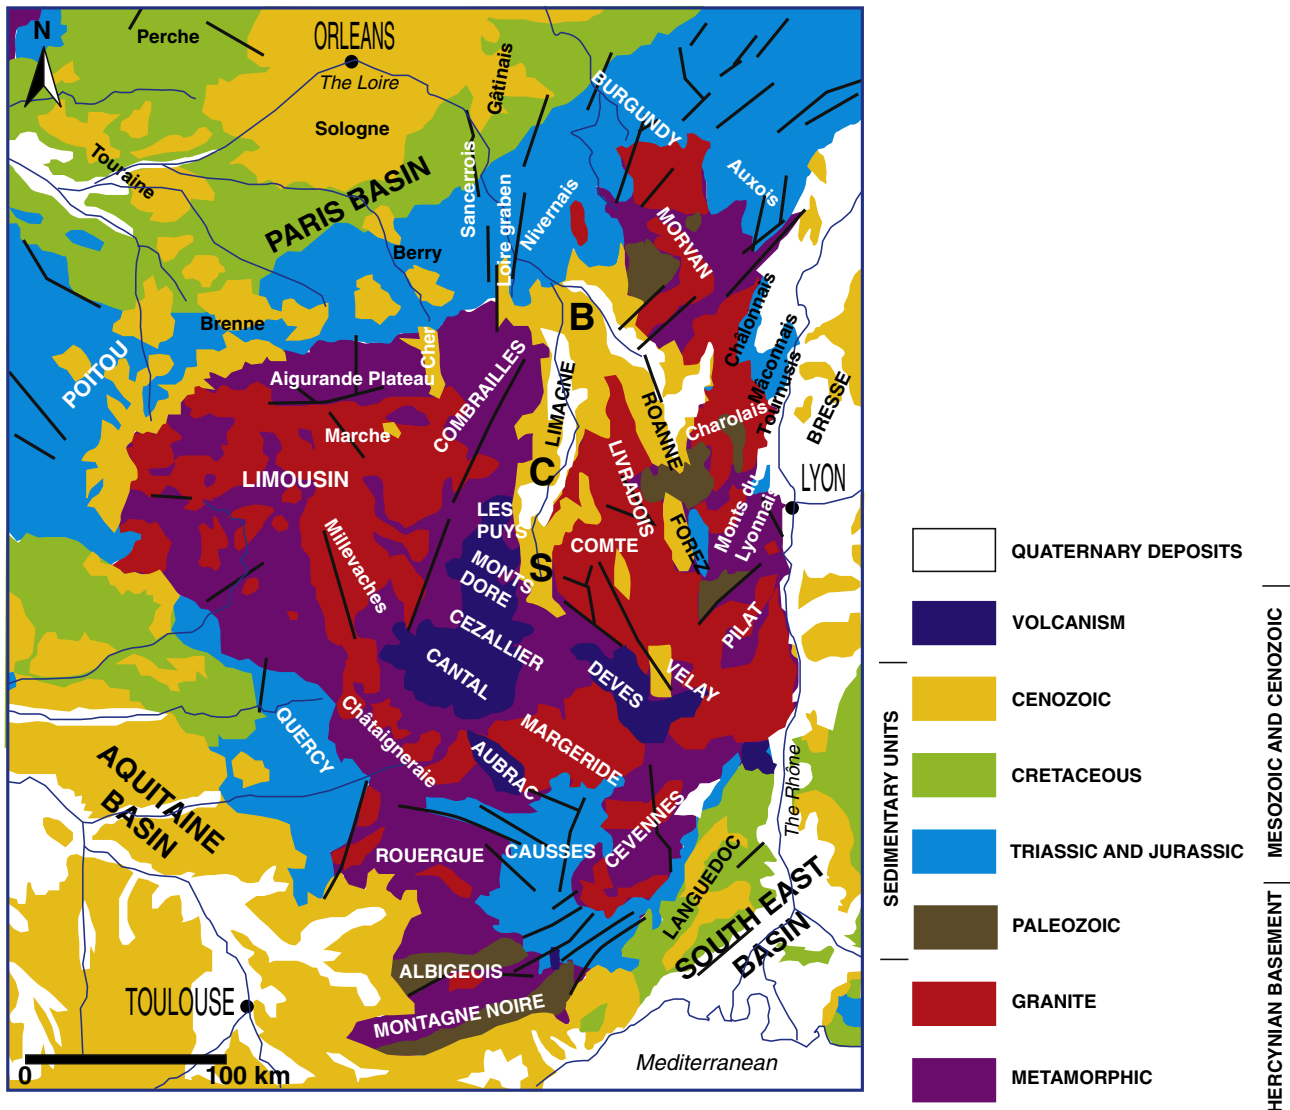 N
Perche
ORLEANS
The Loire
Gâtinais
Sologne
BURGUNDY
Touraine
PARIS BASIN
Sancerrois
Loire graben
Nivernais
Auxois
MORVAN
Berry
Brenne
B
Châlonnais
Mâconnais
Tournusis
BRESSE
POITOU
Cher
Aigurande Plateau
COMBRAILLES
LIMAGNE
ROANNE
Charolais
Marche
LIMOUSIN
C
LIVRADOIS
LYON
Monts du
Lyonnais
LES
PUYS
Millevaches
COMTE
FOREZ
S
MONTS
DORE
CEZALLIER
PILAT
CANTAL
DEVES
VELAY
Châtaigneraie
QUERCY
MARGERIDE
AUBRAC
AQUITAINE
BASIN
The Rhône
CEVENNES
ROUERGUE
CAUSSES
LANGUEDOC
SOUTH EAST
BASIN
ALBIGEOIS
MONTAGNE NOIRE
TOULOUSE
Mediterranean
0
100 km
QUATERNARY DEPOSITS
VOLCANISM
CENOZOIC
CRETACEOUS
TRIASSIC AND JURASSIC
PALEOZOIC
GRANITE
METAMORPHIC
SEDIMENTARY UNITS
MESOZOIC AND CENOZOIC
HERCYNIAN BASEMENT